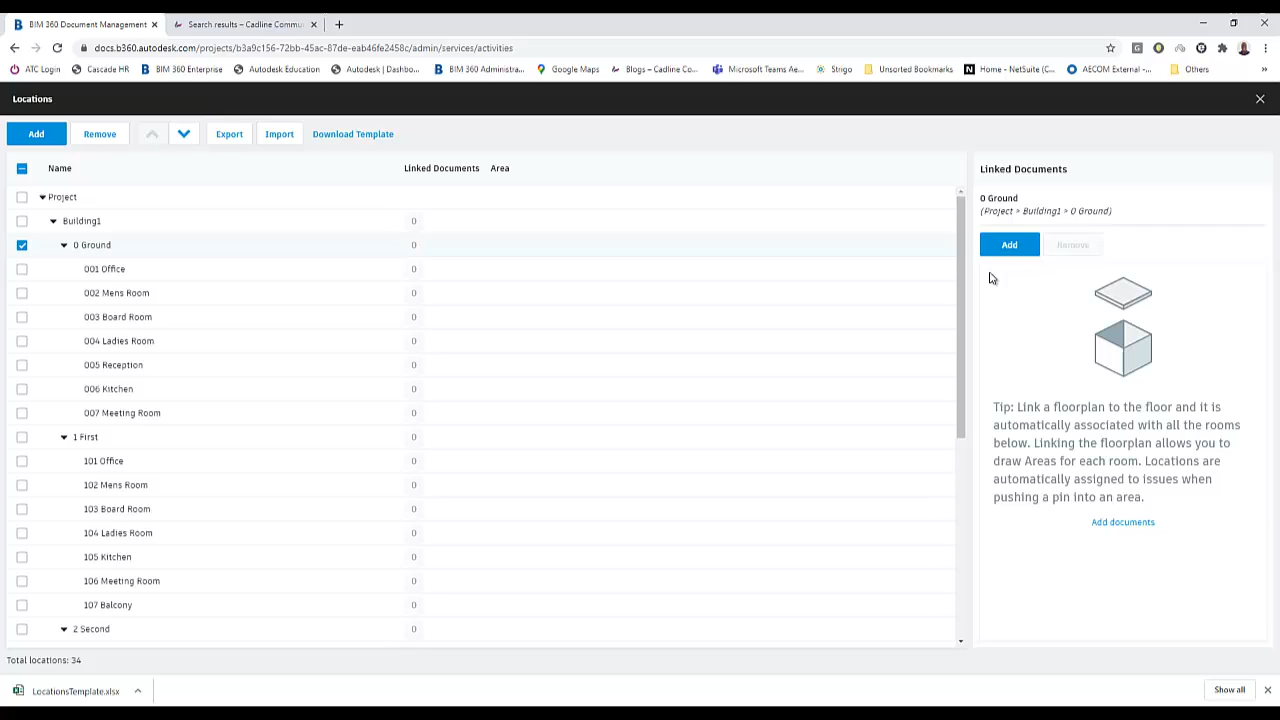 BIM 360 Document Management
Search results – Cadline Commu
docs.b360.autodesk.com/projects/b3a9c156-72bb-45ac-87de-eab46fe2458c/admin/services/activities
ATC Login
Cascade HR
BIM 360 Enterprise
Autodesk Education
Autodesk | Dashbo...
BIM 360 Administra...
Google Maps
Blogs – Cadline Co...
Microsoft Teams Ae...
Strigo
Unsorted Bookmarks
Home - NetSuite (C...
AECOM External -...
Others
Locations
Add
Remove
Export
Import
Download Template
Name
Linked Documents
Area
Project
Building1 0
0 Ground 0
001 Office 0
002 Mens Room 0
003 Board Room 0
004 Ladies Room 0
005 Reception 0
006 Kitchen 0
007 Meeting Room 0
1 First 0
101 Office 0
102 Mens Room 0
103 Board Room 0
104 Ladies Room 0
105 Kitchen 0
106 Meeting Room 0
107 Balcony 0
2 Second 0
Total locations: 34
Linked Documents
0 Ground
(Project > Building1 > 0 Ground)
Add
Remove
Tip: Link a floorplan to the floor and it is
automatically associated with all the rooms
below. Linking the floorplan allows you to
draw Areas for each room. Locations are
automatically assigned to issues when
pushing a pin into an area.
Add documents
LocationsTemplate.xlsx
Show all